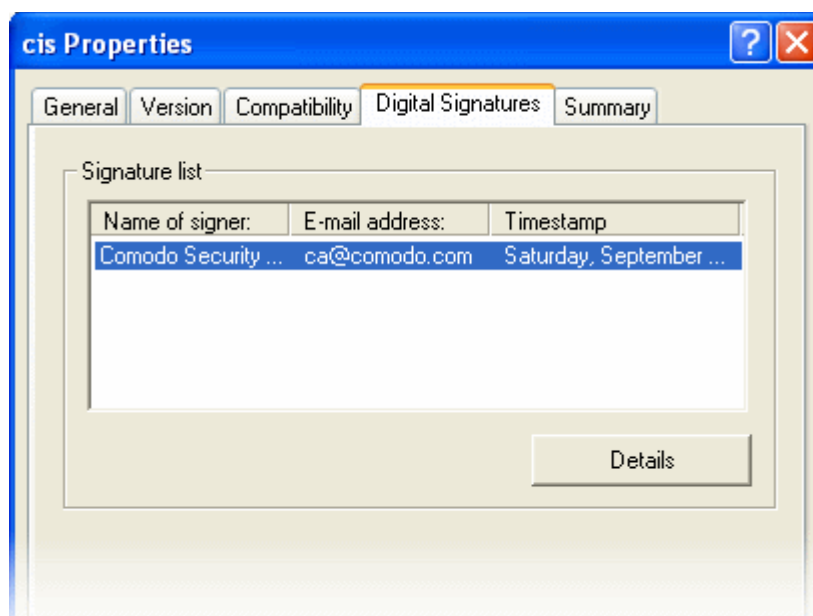 cis Properties
General Version Compatibility Digital Signatures Summary
Signature list
Name of signer: E-mail address: Timestamp
Comodo Security ... ca@comodo.com Saturday, September ...
Details